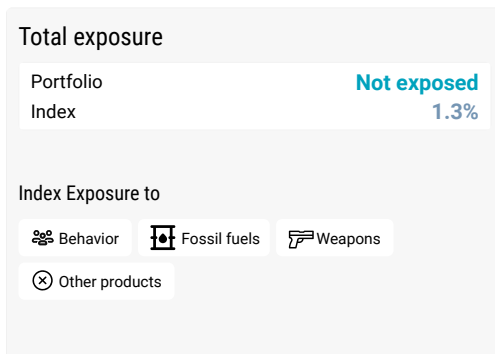 Total exposure
Portfolio Not exposed
Index 1.3%
Index Exposure to
Behavior Fossil fuels Weapons
Other products